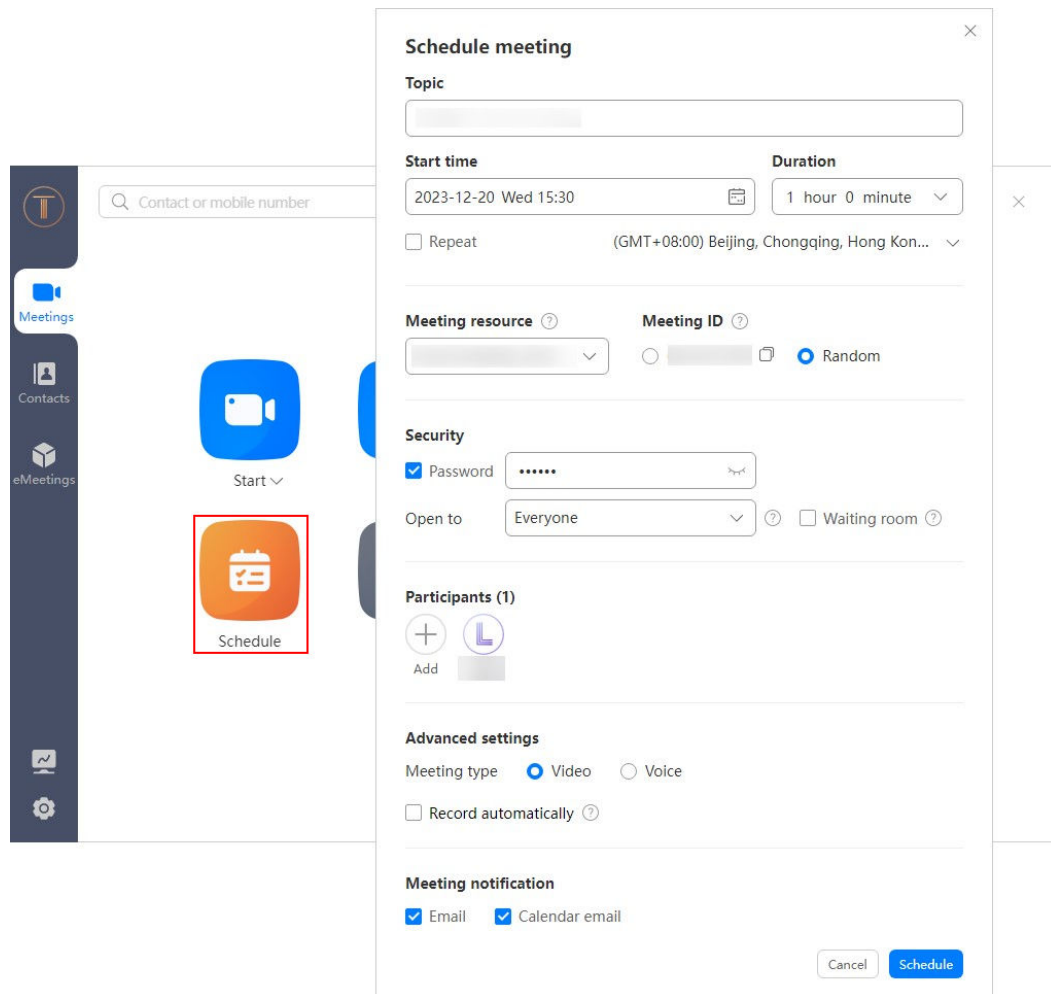 Schedule meeting
Topic
Start time Duration
2023-12-20 Wed 15:30 1 hour 0 minute
Repeat (GMT+08:00) Beijing, Chongqing, Hong Kon...
Meeting resource Meeting ID
Random
Security
Password ••••••
Open to Everyone Waiting room
Participants (1)
L
Add
Advanced settings
Meeting type Video Voice
Record automatically
Meeting notification
Email Calendar email
Cancel Schedule
Contact or mobile number
Meetings
Contacts
eMeetings
Start
Schedule